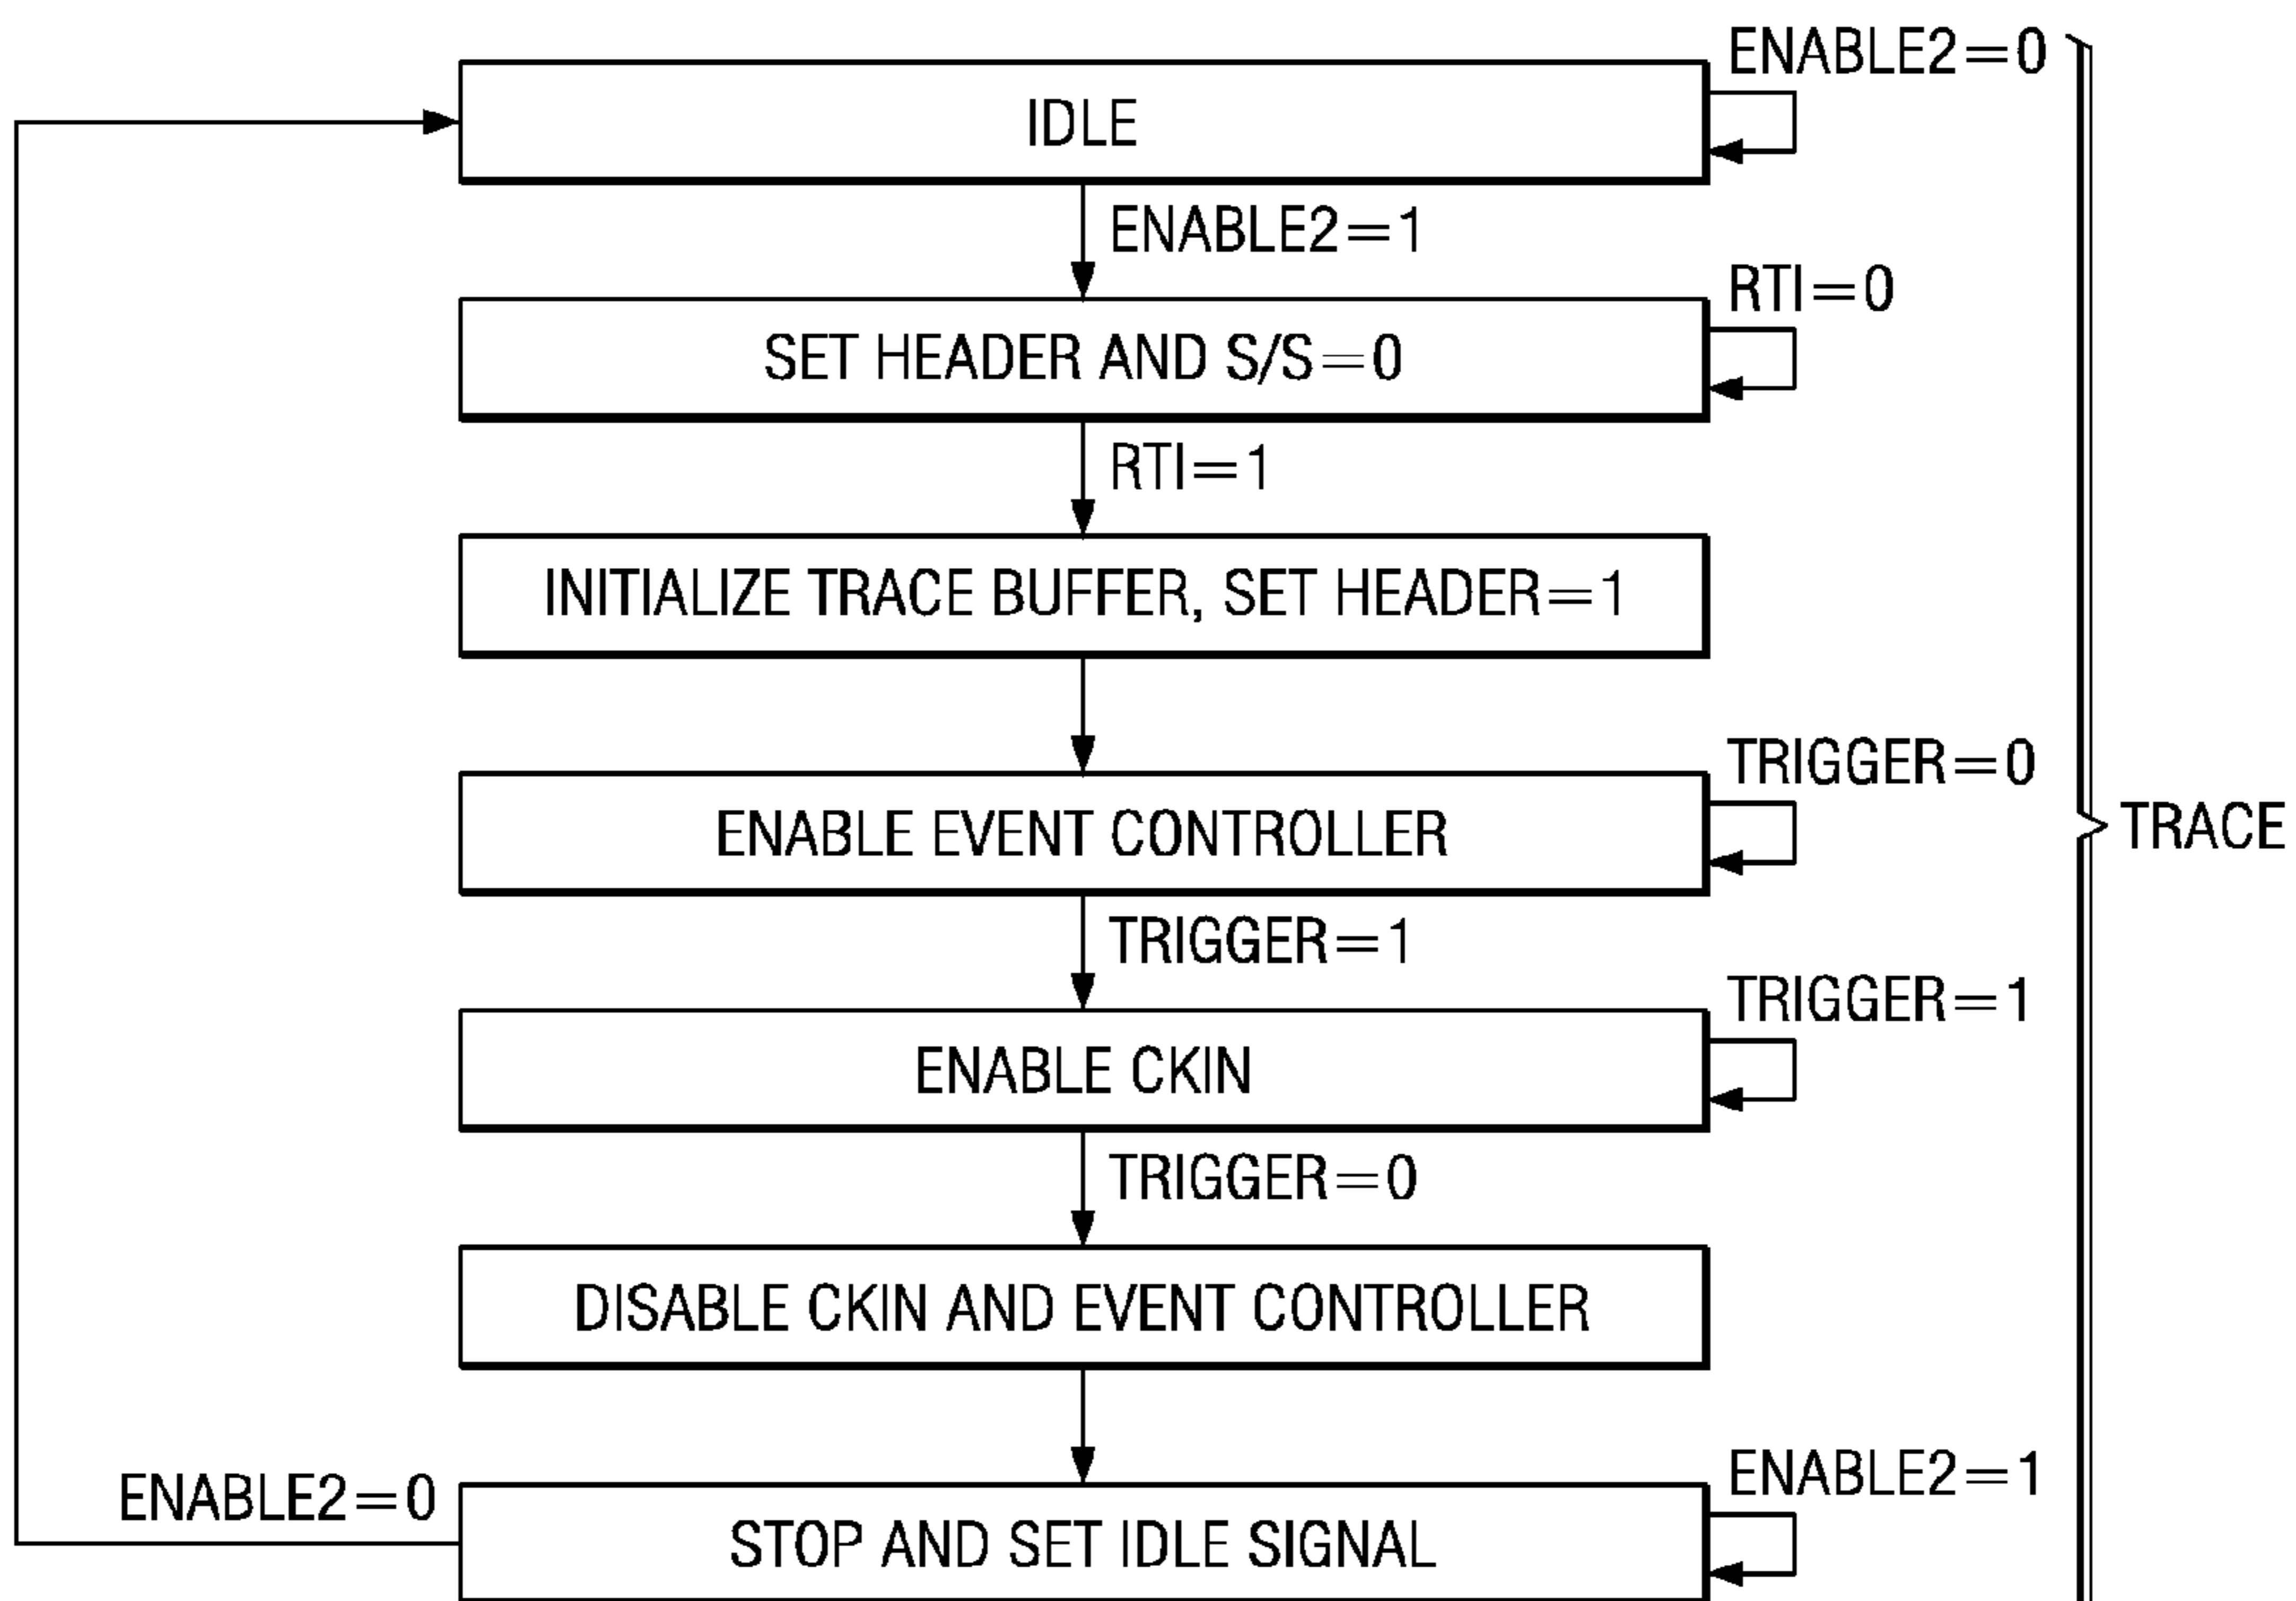 ENABLE2=0
IDLE
ENABLE2=1
RTI=0
SET HEADER AND S/S=0
RTI=1
INITIALIZE TRACE BUFFER, SET HEADER=1
TRIGGER=0
ENABLE EVENT CONTROLLER
TRACE
TRIGGER=1
TRIGGER=1
ENABLE CKIN
TRIGGER=0
DISABLE CKIN AND EVENT CONTROLLER
ENABLE2=0
ENABLE2=1
STOP AND SET IDLE SIGNAL